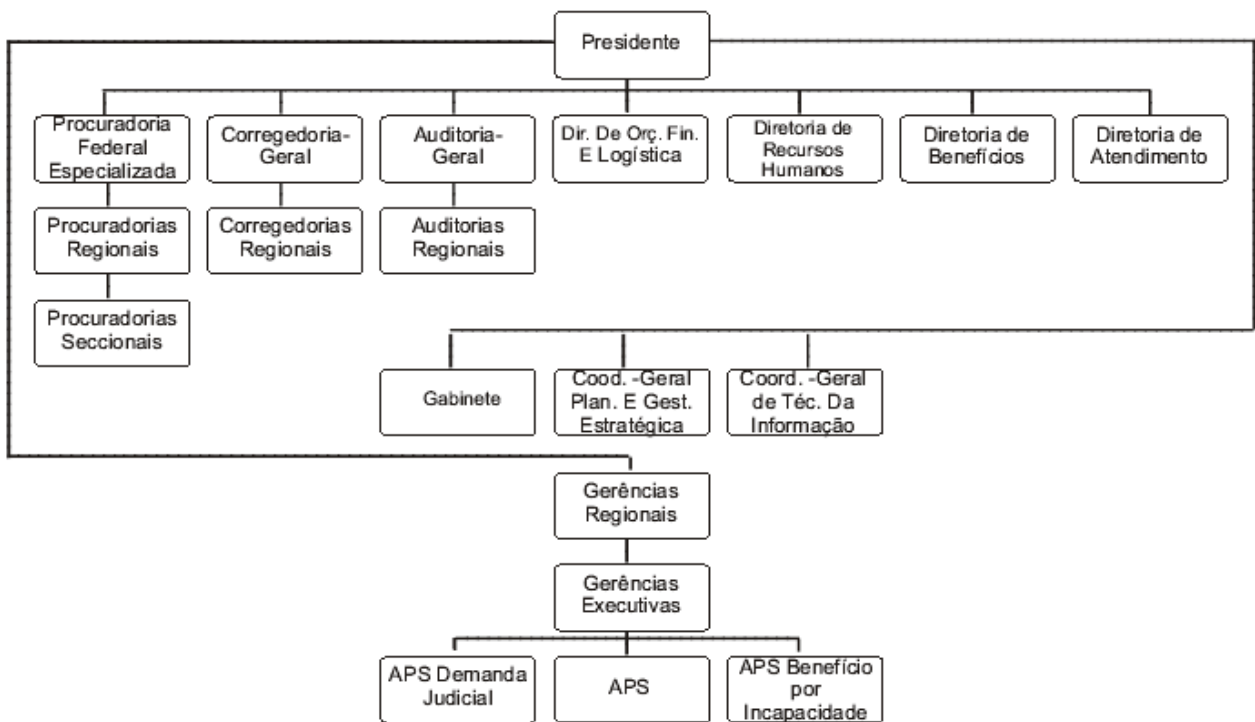 Presidente
Procuradoria
Federal
Especializada
Corregedoria-
Geral
Auditoria-
Geral
Dir. De Orç. Fin.
E Logística
Diretoria de
Recursos
Humanos
Diretoria de
Benefícios
Diretoria de
Atendimento
Procuradorias
Regionais
Corregedorias
Regionais
Auditorias
Regionais
Procuradorias
Seccionais
Gabinete
Cood. -Geral
Plan. E Gest.
Estratégica
Coord. -Geral
de Téc. Da
Informação
Gerências
Regionais
Gerências
Executivas
APS Demanda
Judicial
APS
APS Benefício
por
Incapacidade